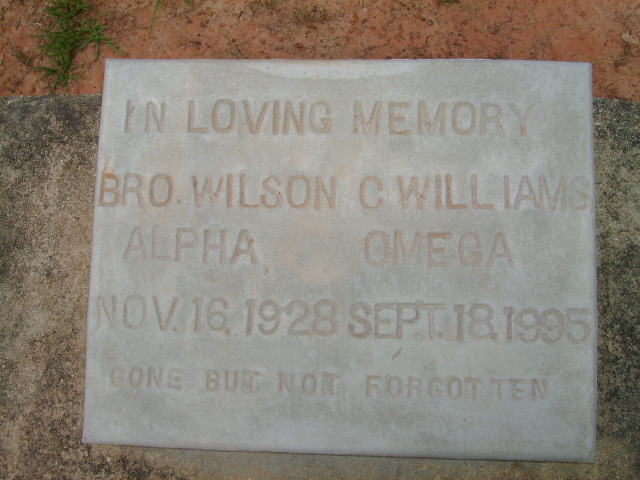 IN LOVING MEMORY
BRO. WILSON C WILLIAMS
ALPHA OMEGA
NOV. 16, 1928 SEPT. 18, 1995
GONE BUT NOT FORGOTTEN